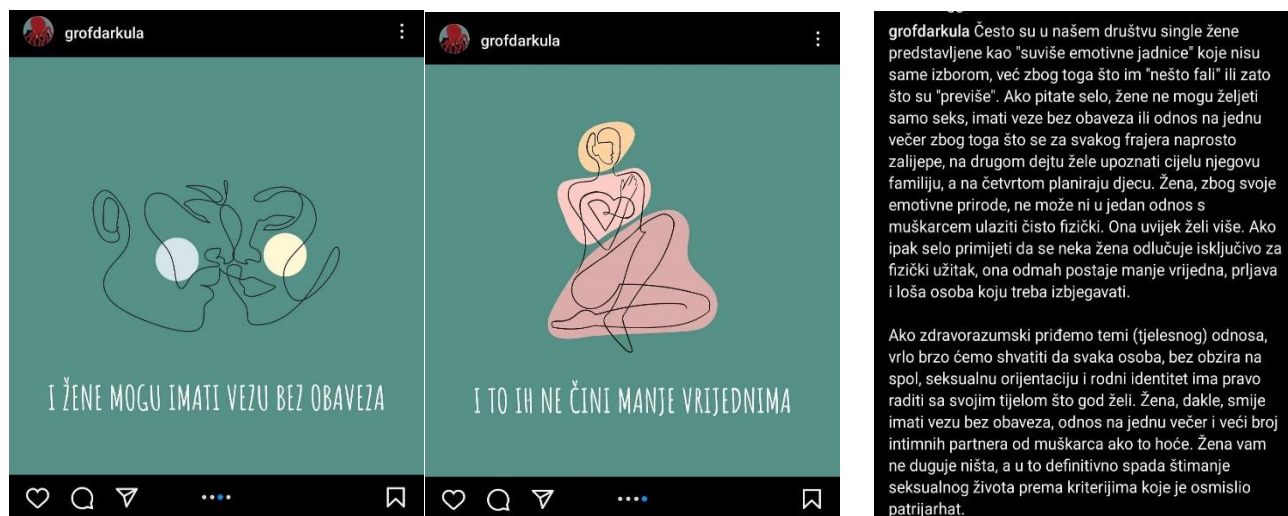 grofdarkula
I ŽENE MOGU IMATI VEZU BEZ OBAVEZA
grofdarkula
I TO IH NE ČINI MANJE VRIJEDNIMA
grofdarkula Često su u našem društvu single žene
predstavljene kao "suviše emotivne jadnice" koje nisu
same izborom, već zbog toga što im "nešto fali" ili zato
što su "previše". Ako pitate selo, žene ne mogu željeti
samo seks, imati veze bez obaveza ili odnos na jednu
večer zbog toga što se za svakog frajera naprosto
zalijepe, na drugom dejtu žele upoznati cijelu njegovu
familiju, a na četvrtom planiraju djecu. Žena, zbog svoje
emotivne prirode, ne može ni u jedan odnos s
muškarcem ulaziti čisto fizički. Ona uvijek želi više. Ako
ipak selo primijeti da se neka žena odlučuje isključivo za
fizički užitak, ona odmah postaje manje vrijedna, prljava
i loša osoba koju treba izbjegavati.
Ako zdravorazumski priđemo temi (tjelesnog) odnosa,
vrlo brzo ćemo shvatiti da svaka osoba, bez obzira na
spol, seksualnu orijentaciju i rodni identitet ima pravo
raditi sa svojim tijelom što god želi. Žena, dakle, smije
imati vezu bez obaveza, odnos na jednu večer i veći broj
intimnih partnera od muškarca ako to hoće. Žena vam
ne duguje ništa, a u to definitivno spada štimanje
seksualnog života prema kriterijima koje je osmislio
patrijarhat.